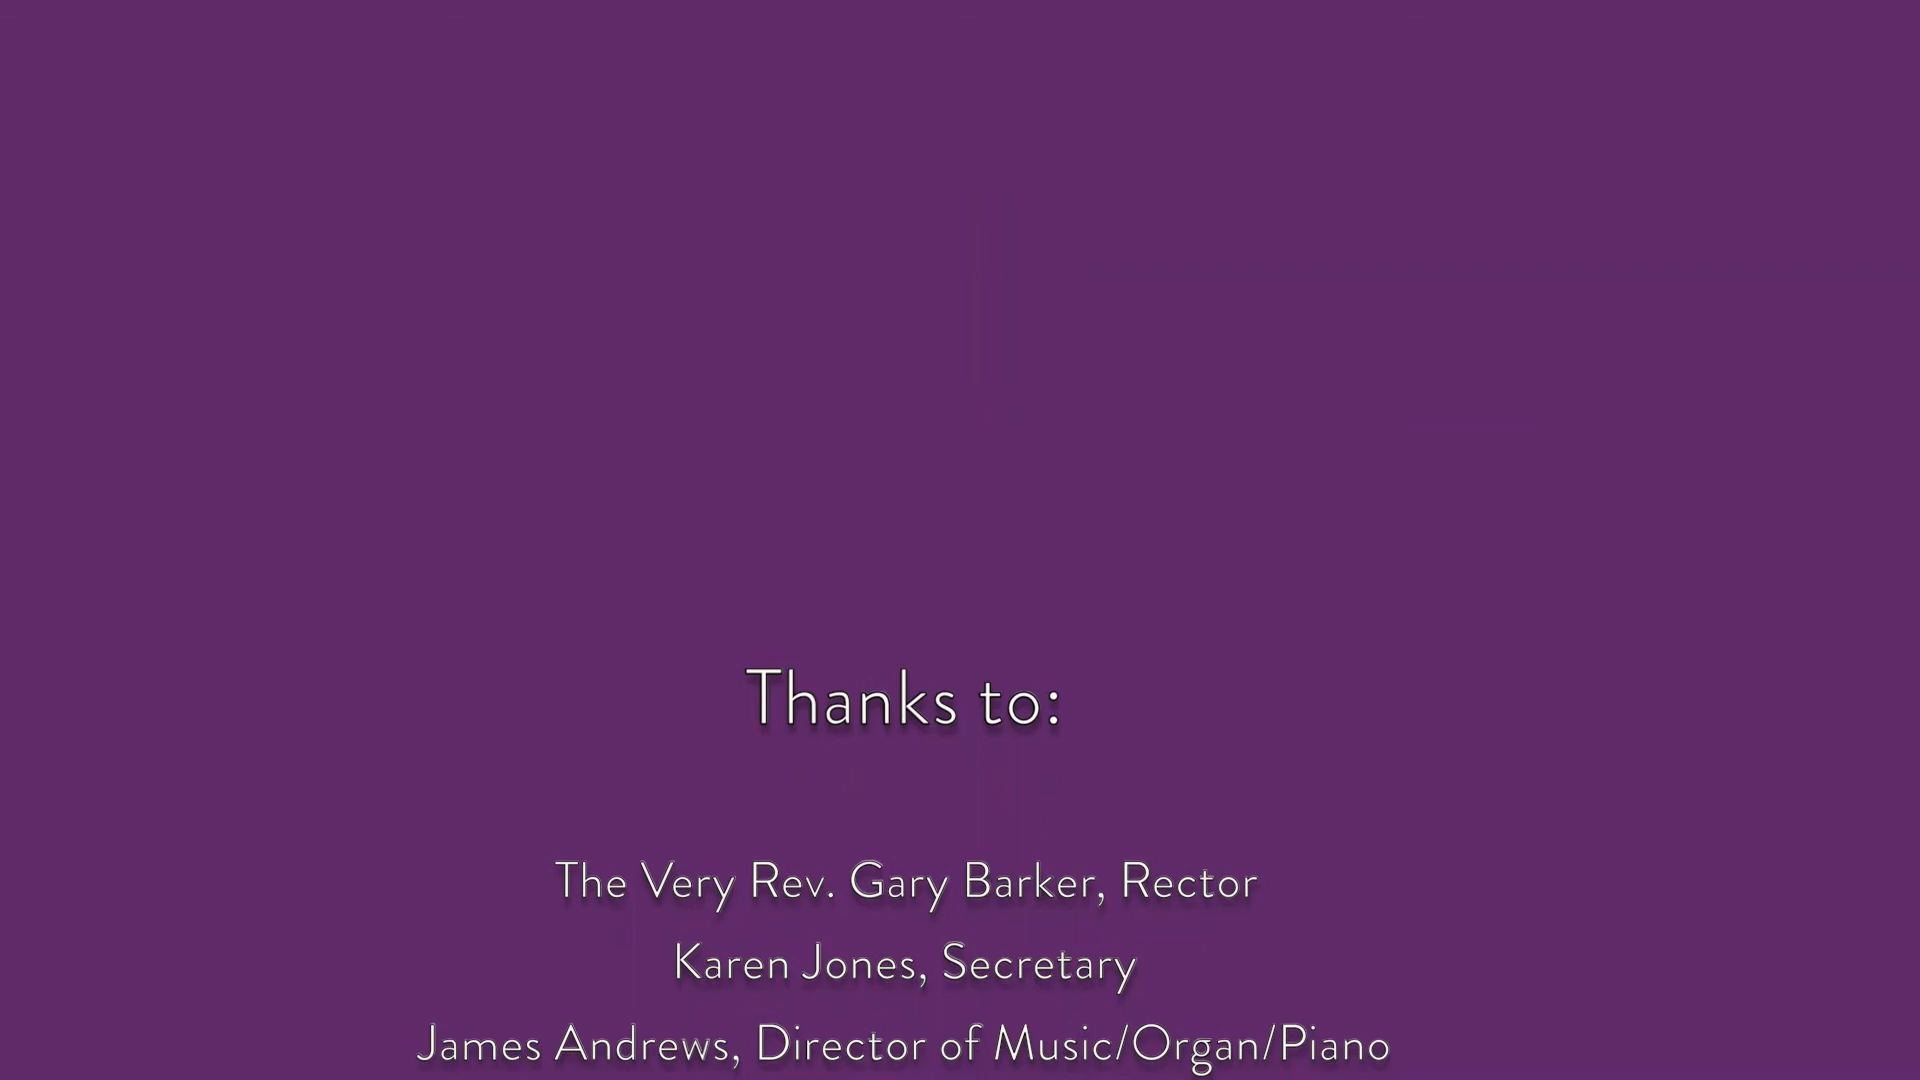 Thanks to:
The Very Rev. Gary Barker, Rector
Karen Jones, Secretary
James Andrews, Director of Music/Organ/Piano